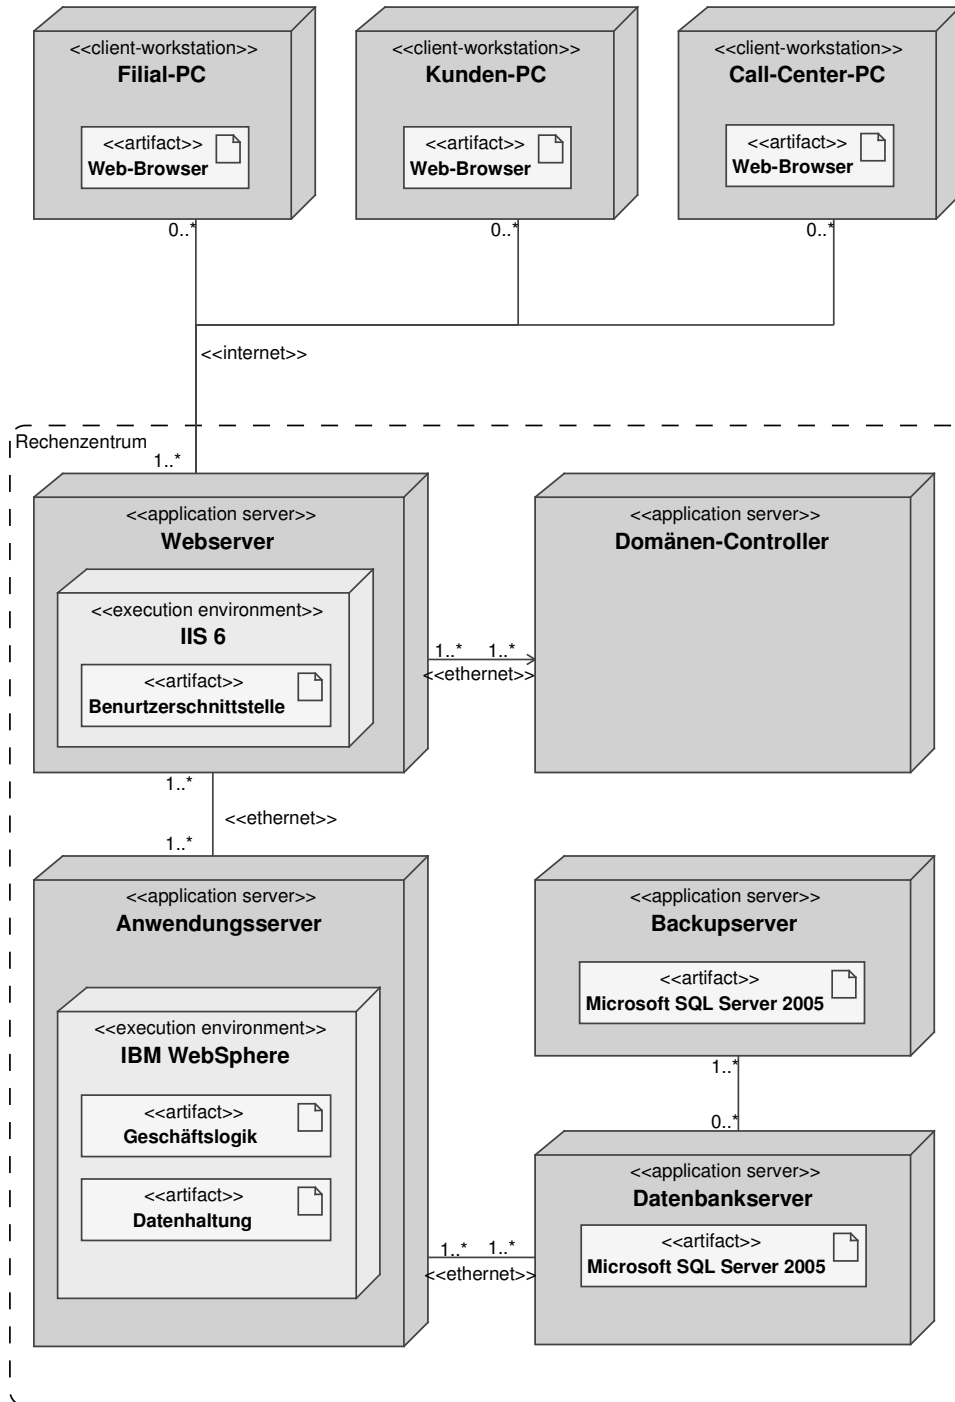 <<client-workstation>>
Filial-PC
<<artifact>>
Web-Browser
0..*
<<client-workstation>>
Kunden-PC
<<artifact>>
Web-Browser
0..*
<<client-workstation>>
Call-Center-PC
<<artifact>>
Web-Browser
0..*
<<internet>>
Rechenzentrum
1..*
<<application server>>
Webserver
<<execution environment>>
IIS 6
<<artifact>>
Benurtzerschnittstelle
1..* 1..*
<<ethernet>>
<<application server>>
Domänen-Controller
1..*
<<ethernet>>
1..*
<<application server>>
Anwendungsserver
<<execution environment>>
IBM WebSphere
<<artifact>>
Geschäftslogik
<<artifact>>
Datenhaltung
<<application server>>
Backupserver
<<artifact>>
Microsoft SQL Server 2005
1..*
0..*
<<application server>>
Datenbankserver
<<artifact>>
Microsoft SQL Server 2005
1..* 1..*
<<ethernet>>